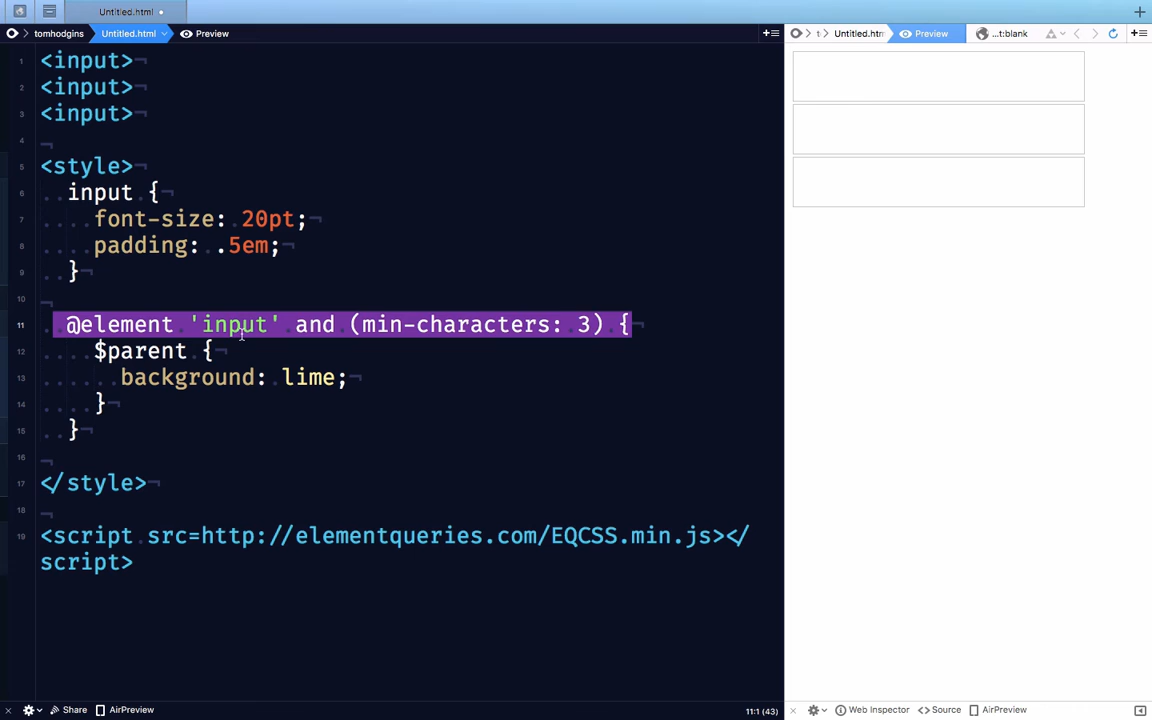 Untitled.html
tomhodgins Untitled.html Preview
Untitled.htm Preview ...t:blank
1 <input>
2 <input>
3 <input>
4
5 <style>
6 input {
7 font-size: 20pt;
8 padding: .5em;
9 }
10
11 @element 'input' and (min-characters: 3) {
12 $parent {
13 background: lime;
14 }
15 }
16
17 </style>
18
19 <script src=http://elementqueries.com/EQCSS.min.js></
script>
Share AirPreview 11:1 (43)
Web Inspector <> Source AirPreview